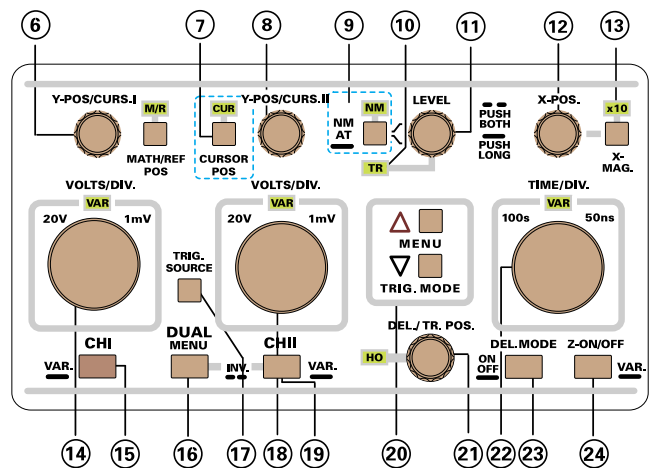 6 7 8 9 10 11 12 13
Y-POS/CURS.I
M/R
MATH/REF
POS
CUR
CURSOR
POS
Y-POS/CURS.II
NM
AT
NM
TR
LEVEL
PUSH
BOTH
PUSH
LONG
X-POS.
x10
X-
MAG.
VOLTS/DIV.
VAR
20V 1mV
TRIG.
SOURCE
VOLTS/DIV.
VAR
20V 1mV
MENU
TRIG. MODE
TIME/DIV.
VAR
100s 50ns
CHI
VAR.
DUAL
MENU
INV.
CHII
VAR.
DEL./ TR. POS.
HO
ON
OFF
DEL.MODE
Z-ON/OFF
VAR.
14 15 16 17 18 19 20 21 22 23 24